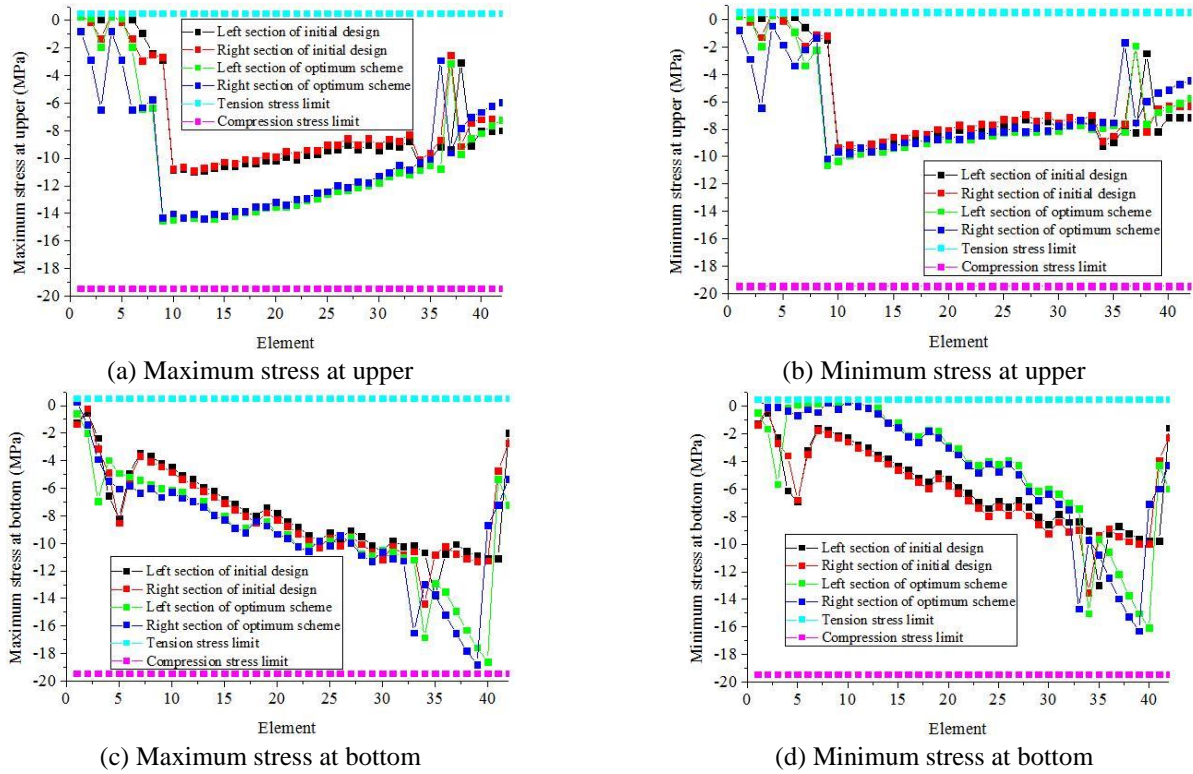 Maximum stress at upper (MPa)
0
-2
-4
-6
-8
-10
-12
-14
-16
-18
-20
Left section of initial design
Right section of initial design
Left section of optimum scheme
Right section of optimum scheme
Tension stress limit
Compression stress limit
0 5 10 15 20 25 30 35 40
Element
(a) Maximum stress at upper
Minimum stress at upper (MPa)
0
-2
-4
-6
-8
-10
-12
-14
-16
-18
-20
Left section of initial design
Right section of initial design
Left section of optimum scheme
Right section of optimum scheme
Tension stress limit
Compression stress limit
0 5 10 15 20 25 30 35 40
Element
(b) Minimum stress at upper
Maximum stress at bottom (MPa)
0
-2
-4
-6
-8
-10
-12
-14
-16
-18
-20
Left section of initial design
Right section of initial design
Left section of optimum scheme
Right section of optimum scheme
Tension stress limit
Compression stress limit
0 5 10 15 20 25 30 35 40
Element
(c) Maximum stress at bottom
Minimum stress at bottom (MPa)
0
-2
-4
-6
-8
-10
-12
-14
-16
-18
-20
Left section of initial design
Right section of initial design
Left section of optimum scheme
Right section of optimum scheme
Tension stress limit
Compression stress limit
0 5 10 15 20 25 30 35 40
Element
(d) Minimum stress at bottom